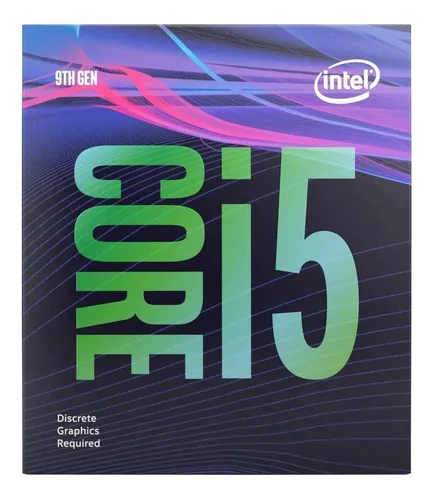 9TH GEN
intel
CORE i5
Discrete
Graphics
Required